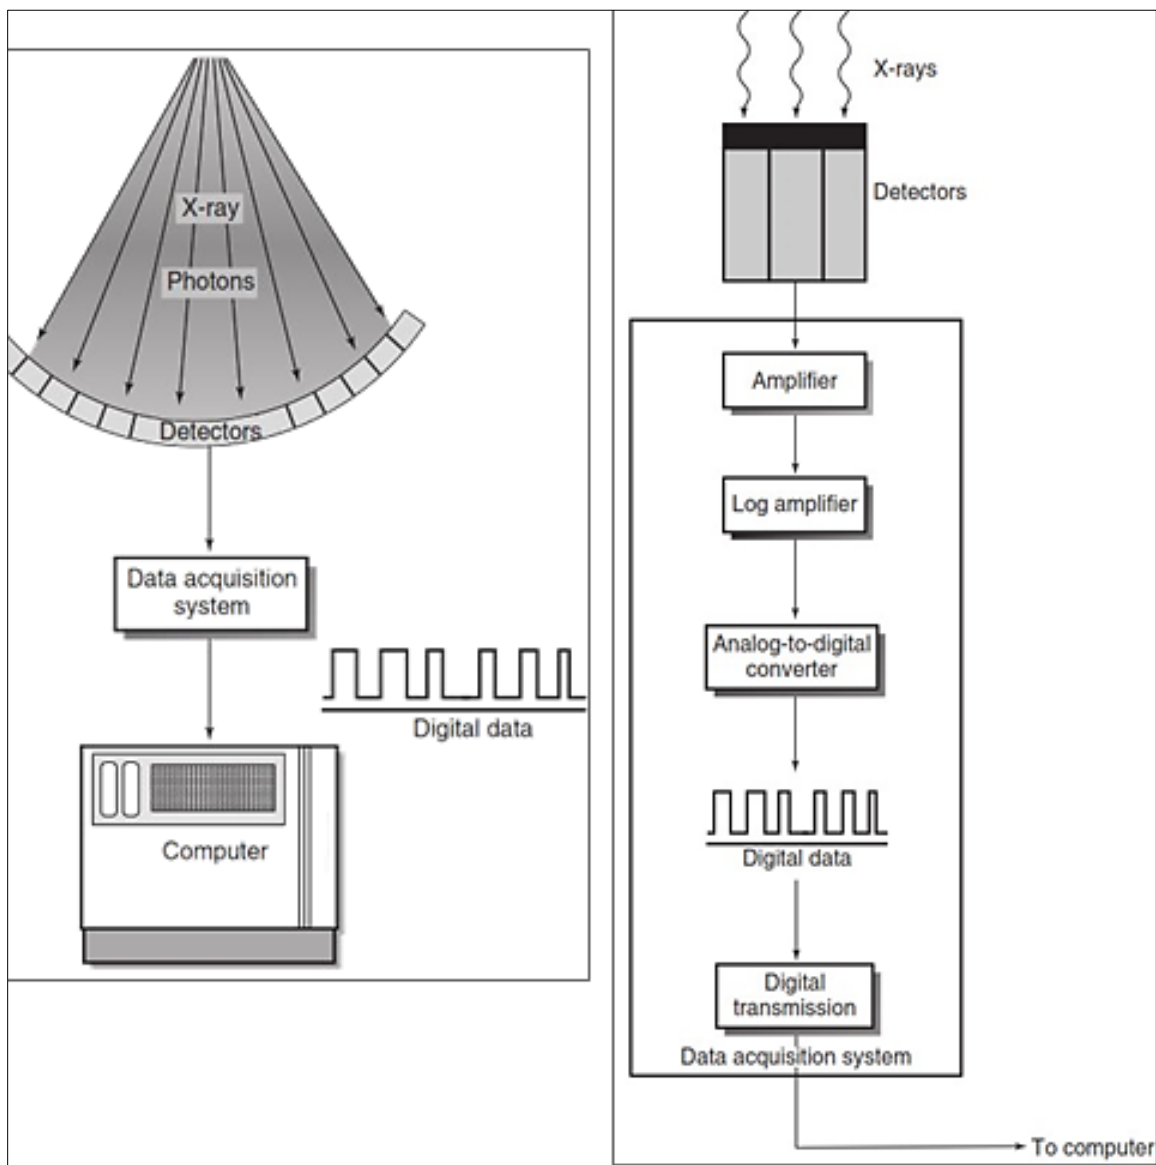 X-ray
Photons
Detectors
Data acquisition
system
Digital data
Computer
X-rays
Detectors
Amplifier
Log amplifier
Analog-to-digital
converter
Digital data
Digital
transmission
Data acquisition system
To computer